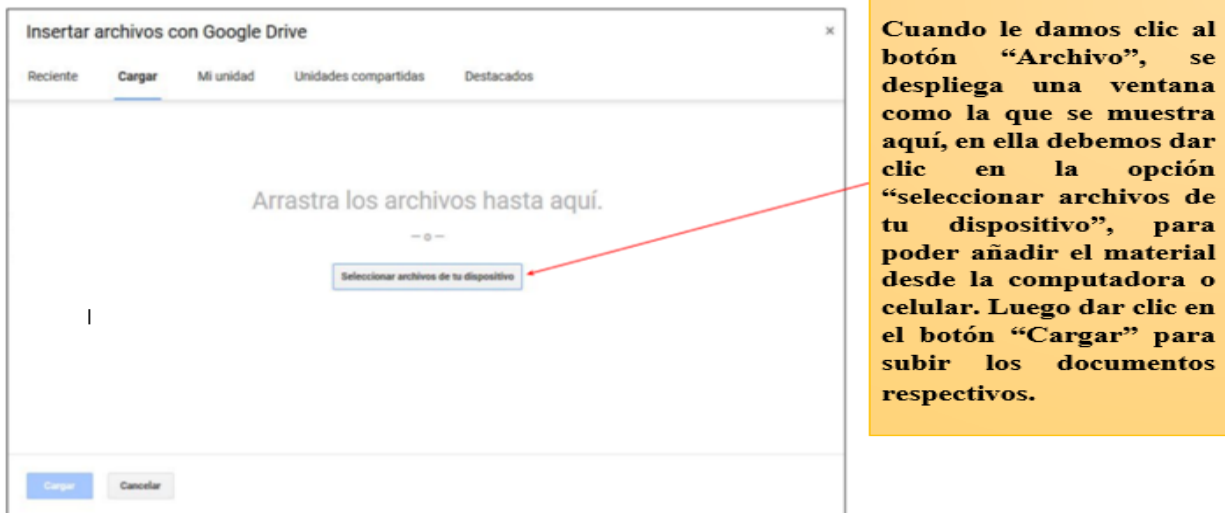 Insertar archivos con Google Drive
×
Reciente Cargar Mi unidad Unidades compartidas Destacados
Arrastra los archivos hasta aquí.
— o —
Seleccionar archivos de tu dispositivo
Cargar Cancelar
Cuando le damos clic al
botón “Archivo”, se
despliega una ventana
como la que se muestra
aquí, en ella debemos dar
clic en la opción
“seleccionar archivos de
tu dispositivo”, para
poder añadir el material
desde la computadora o
celular. Luego dar clic en
el botón “Cargar” para
subir los documentos
respectivos.